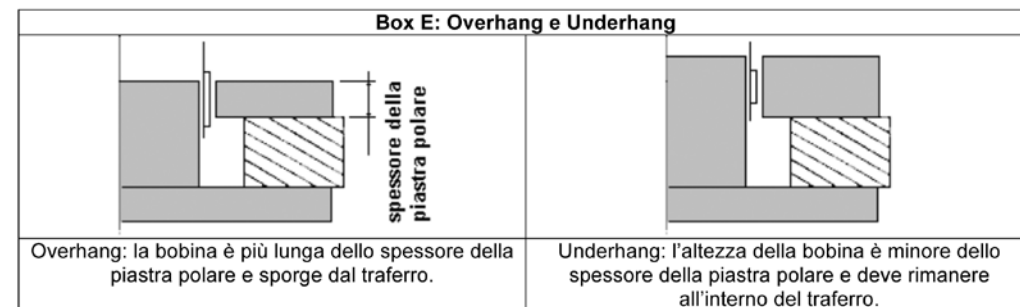 Box E: Overhang e Underhang
spessore della
piastra polare
Overhang: la bobina è più lunga dello spessore della
piastra polare e sporge dal traferro.
Underhang: l'altezza della bobina è minore dello
spessore della piastra polare e deve rimanere
all'interno del traferro.